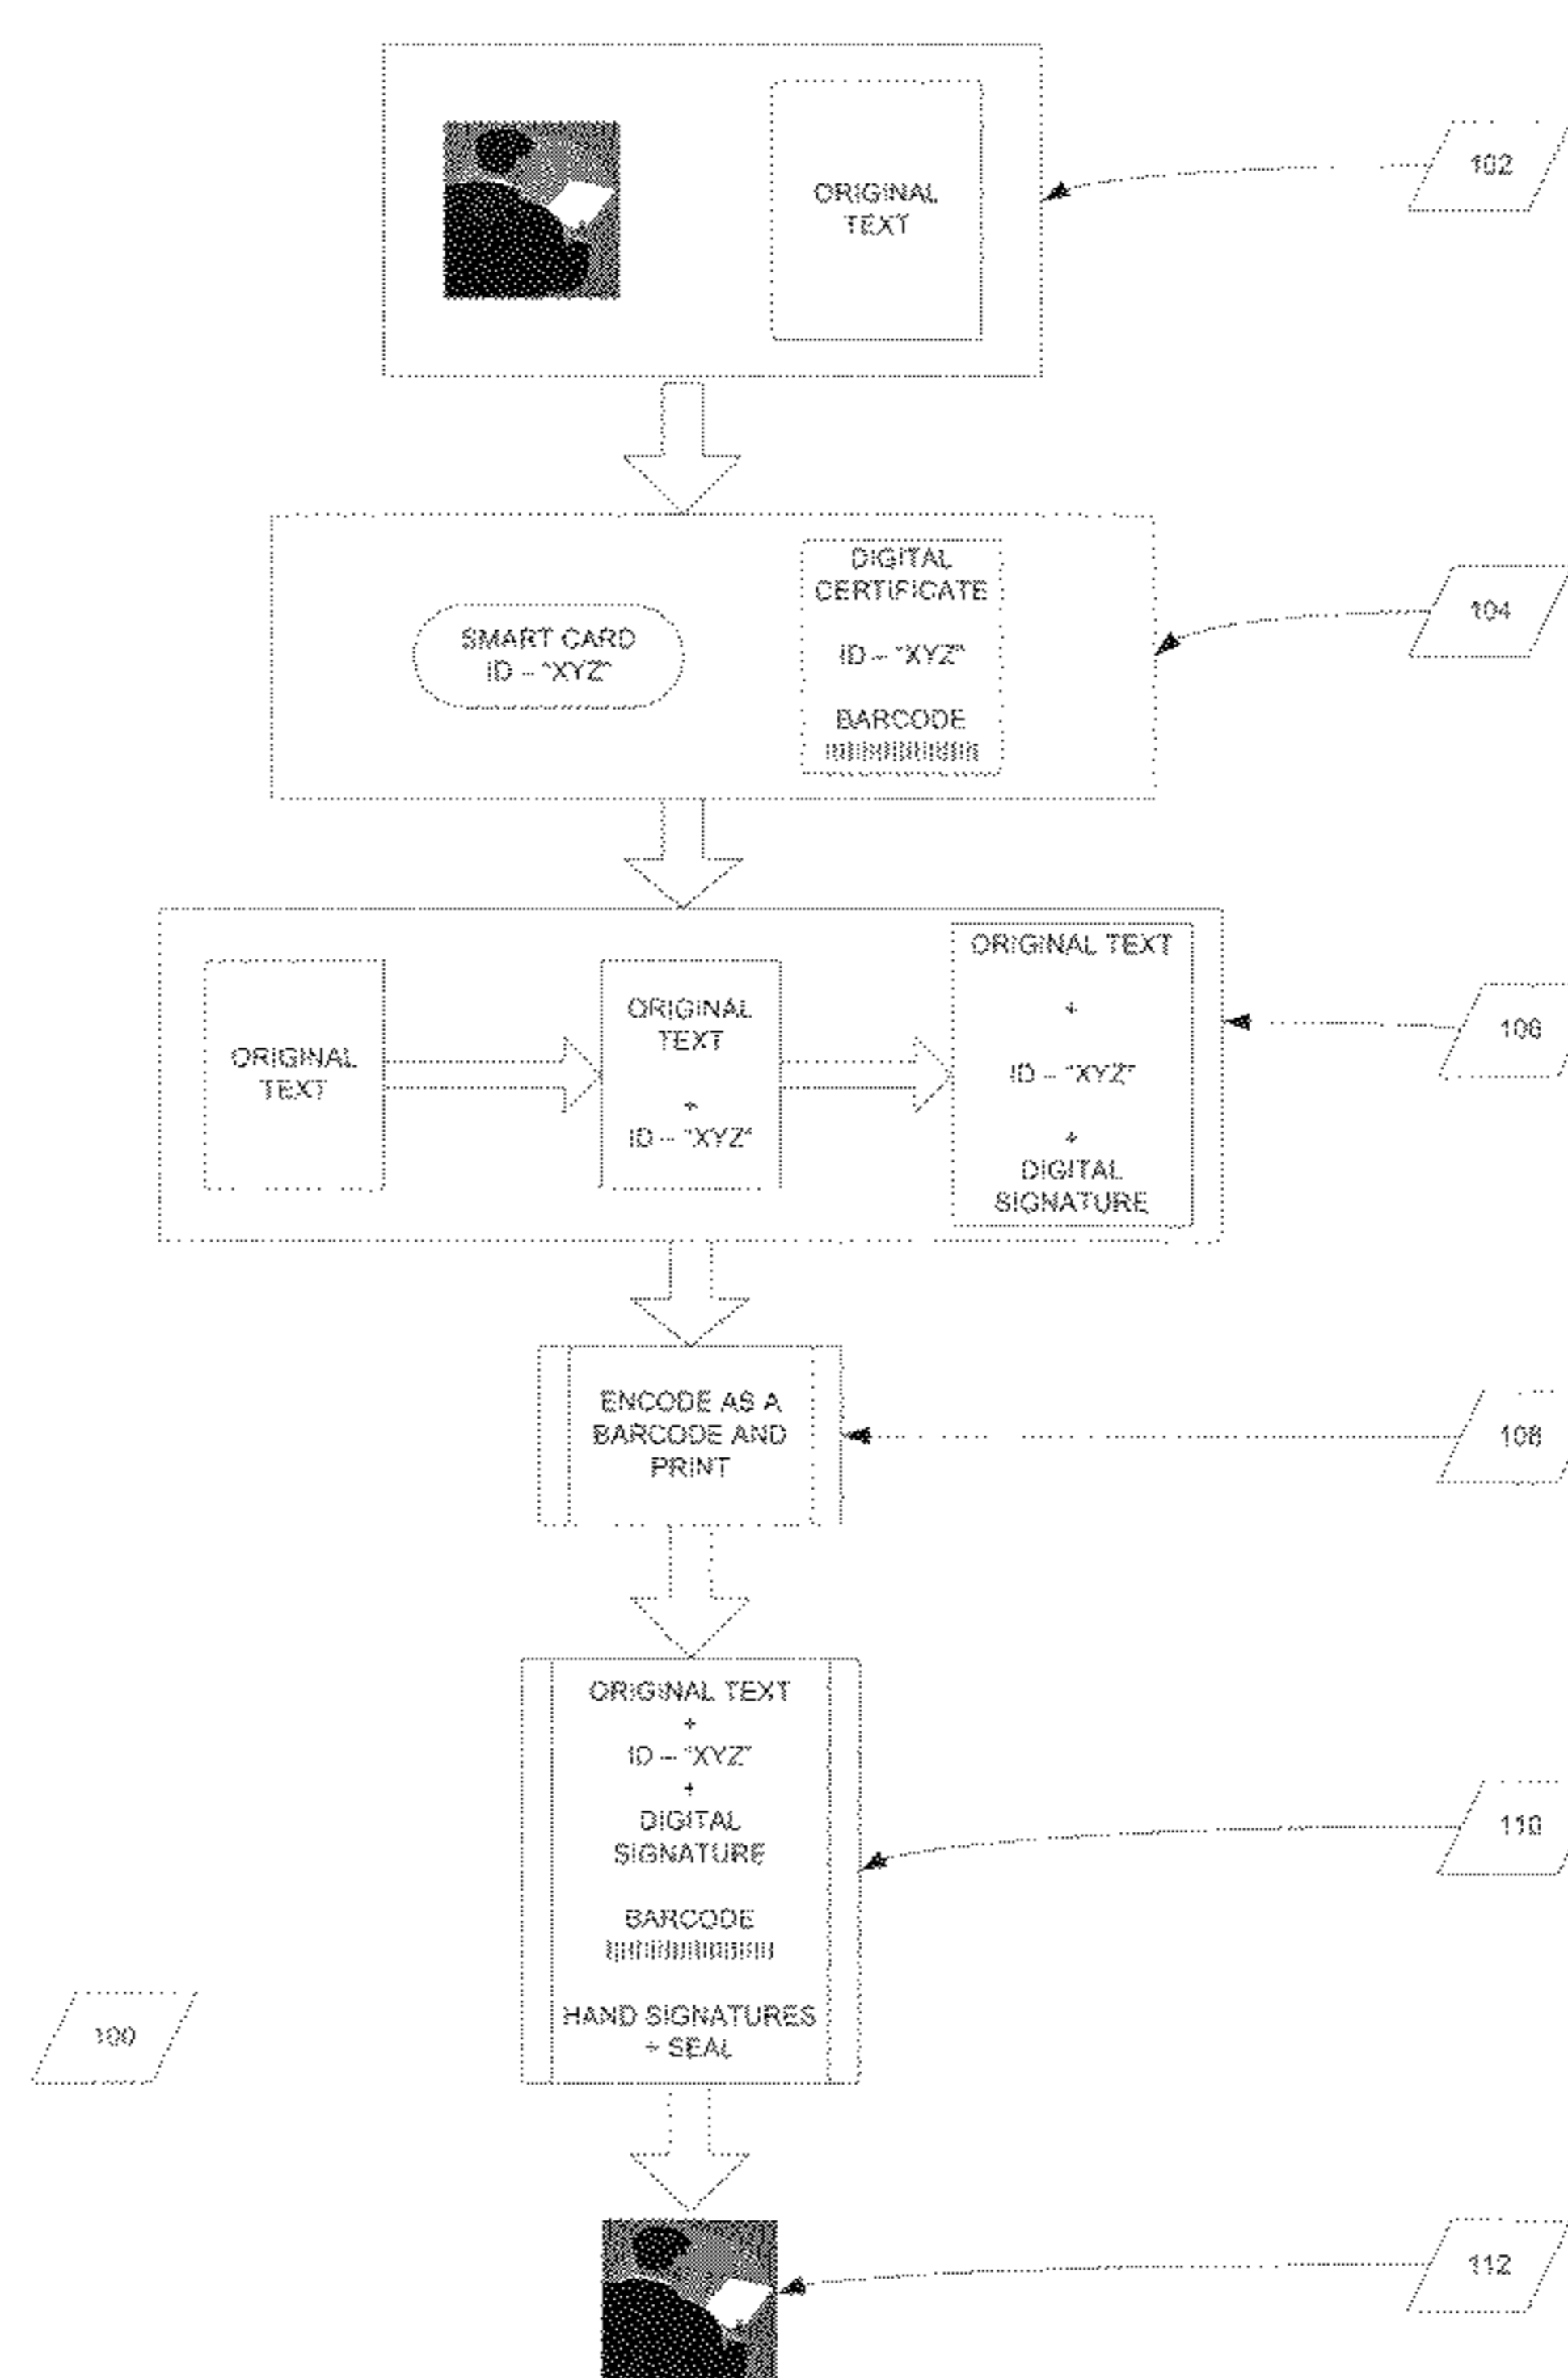 ORIGINAL
TEXT
102
SMART CARD
ID – "XYZ"
DIGITAL
CERTIFICATE
ID – "XYZ"
BARCODE
104
ORIGINAL
TEXT
ORIGINAL
TEXT
+
ID – "XYZ"
ORIGINAL TEXT
+
ID – "XYZ"
+
DIGITAL
SIGNATURE
106
ENCODE AS A
BARCODE AND
PRINT
108
ORIGINAL TEXT
+
ID – "XYZ"
+
DIGITAL
SIGNATURE
BARCODE
HAND SIGNATURES
+ SEAL
110
100
112